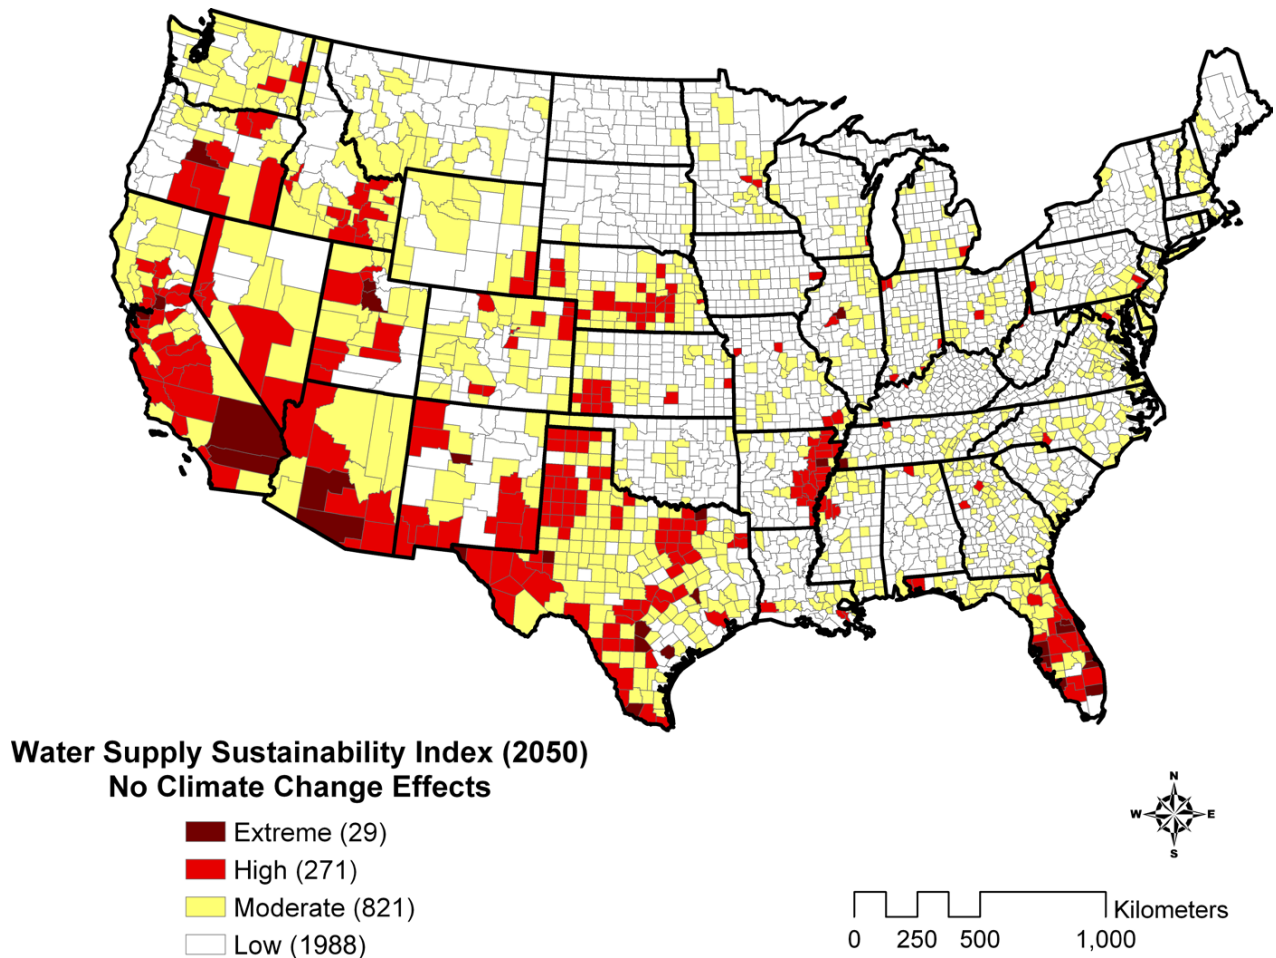 Water Supply Sustainability Index (2050)
No Climate Change Effects
Extreme (29)
High (271)
Moderate (821)
Low (1988)
N
W E
S
Kilometers
0 250 500 1,000